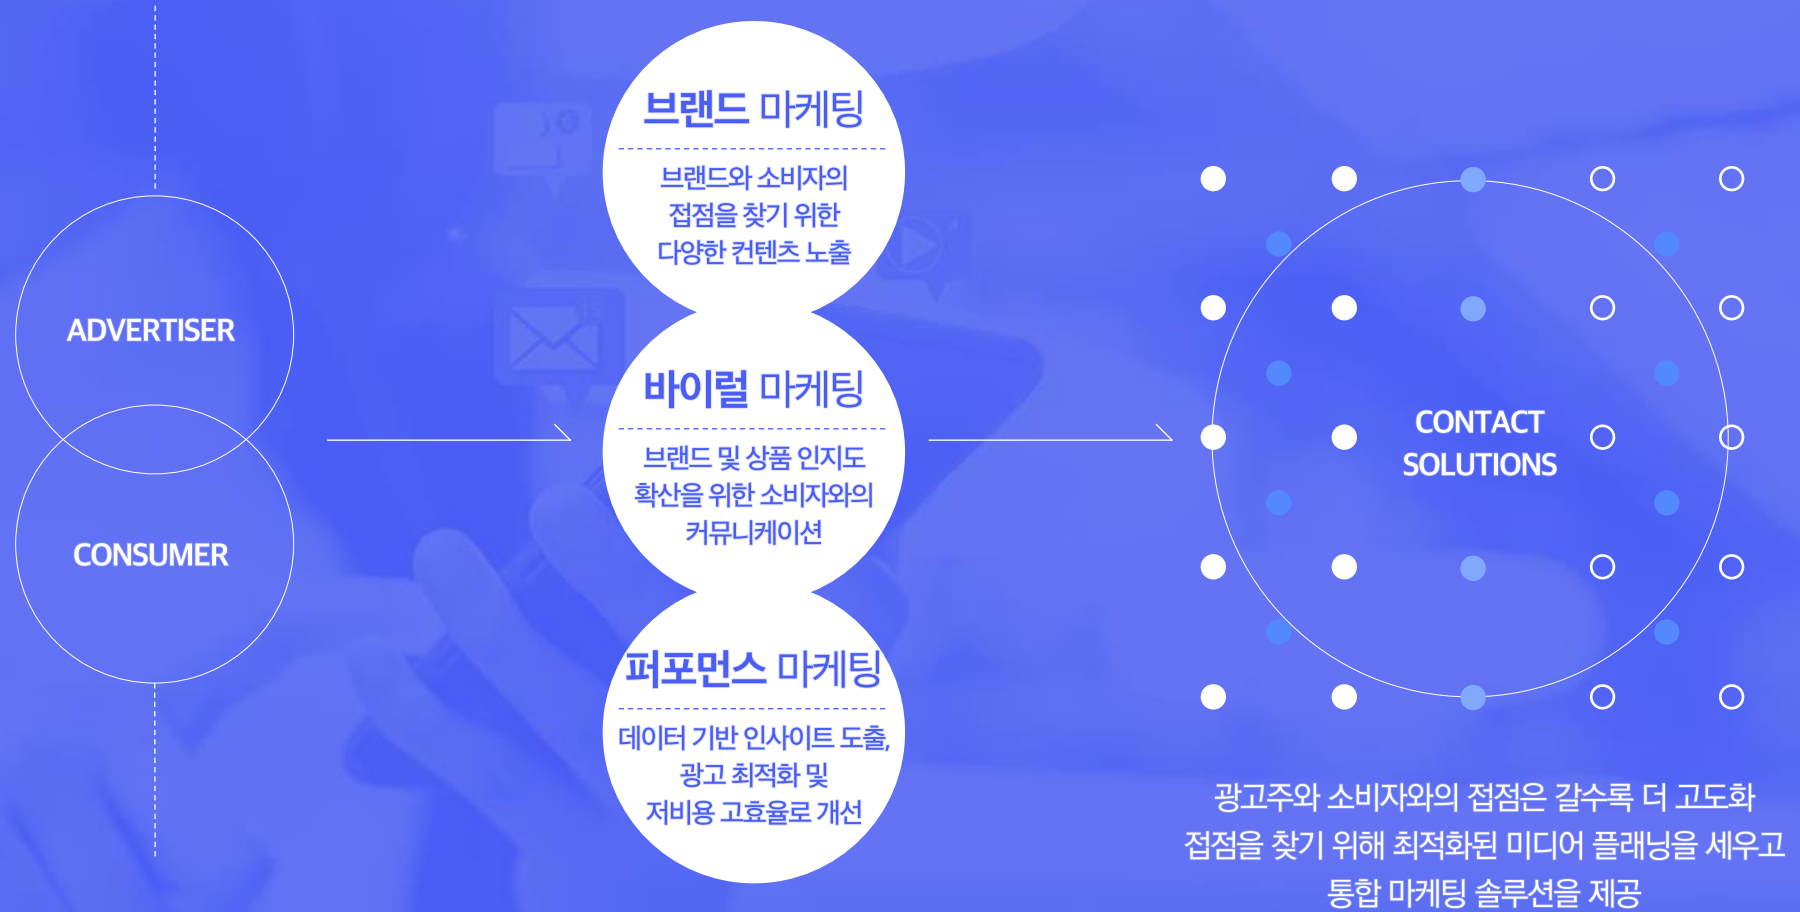 ADVERTISER
CONSUMER
브랜드 마케팅
브랜드와 소비자의
접점을 찾기 위한
다양한 컨텐츠 노출
바이럴 마케팅
브랜드 및 상품 인지도
확산을 위한 소비자와의
커뮤니케이션
퍼포먼스 마케팅
데이터 기반 인사이트 도출,
광고 최적화 및
저비용 고효율로 개선
CONTACT
SOLUTIONS
광고주와 소비자와의 접점은 갈수록 더 고도화
접점을 찾기 위해 최적화된 미디어 플래닝을 세우고
통합 마케팅 솔루션을 제공